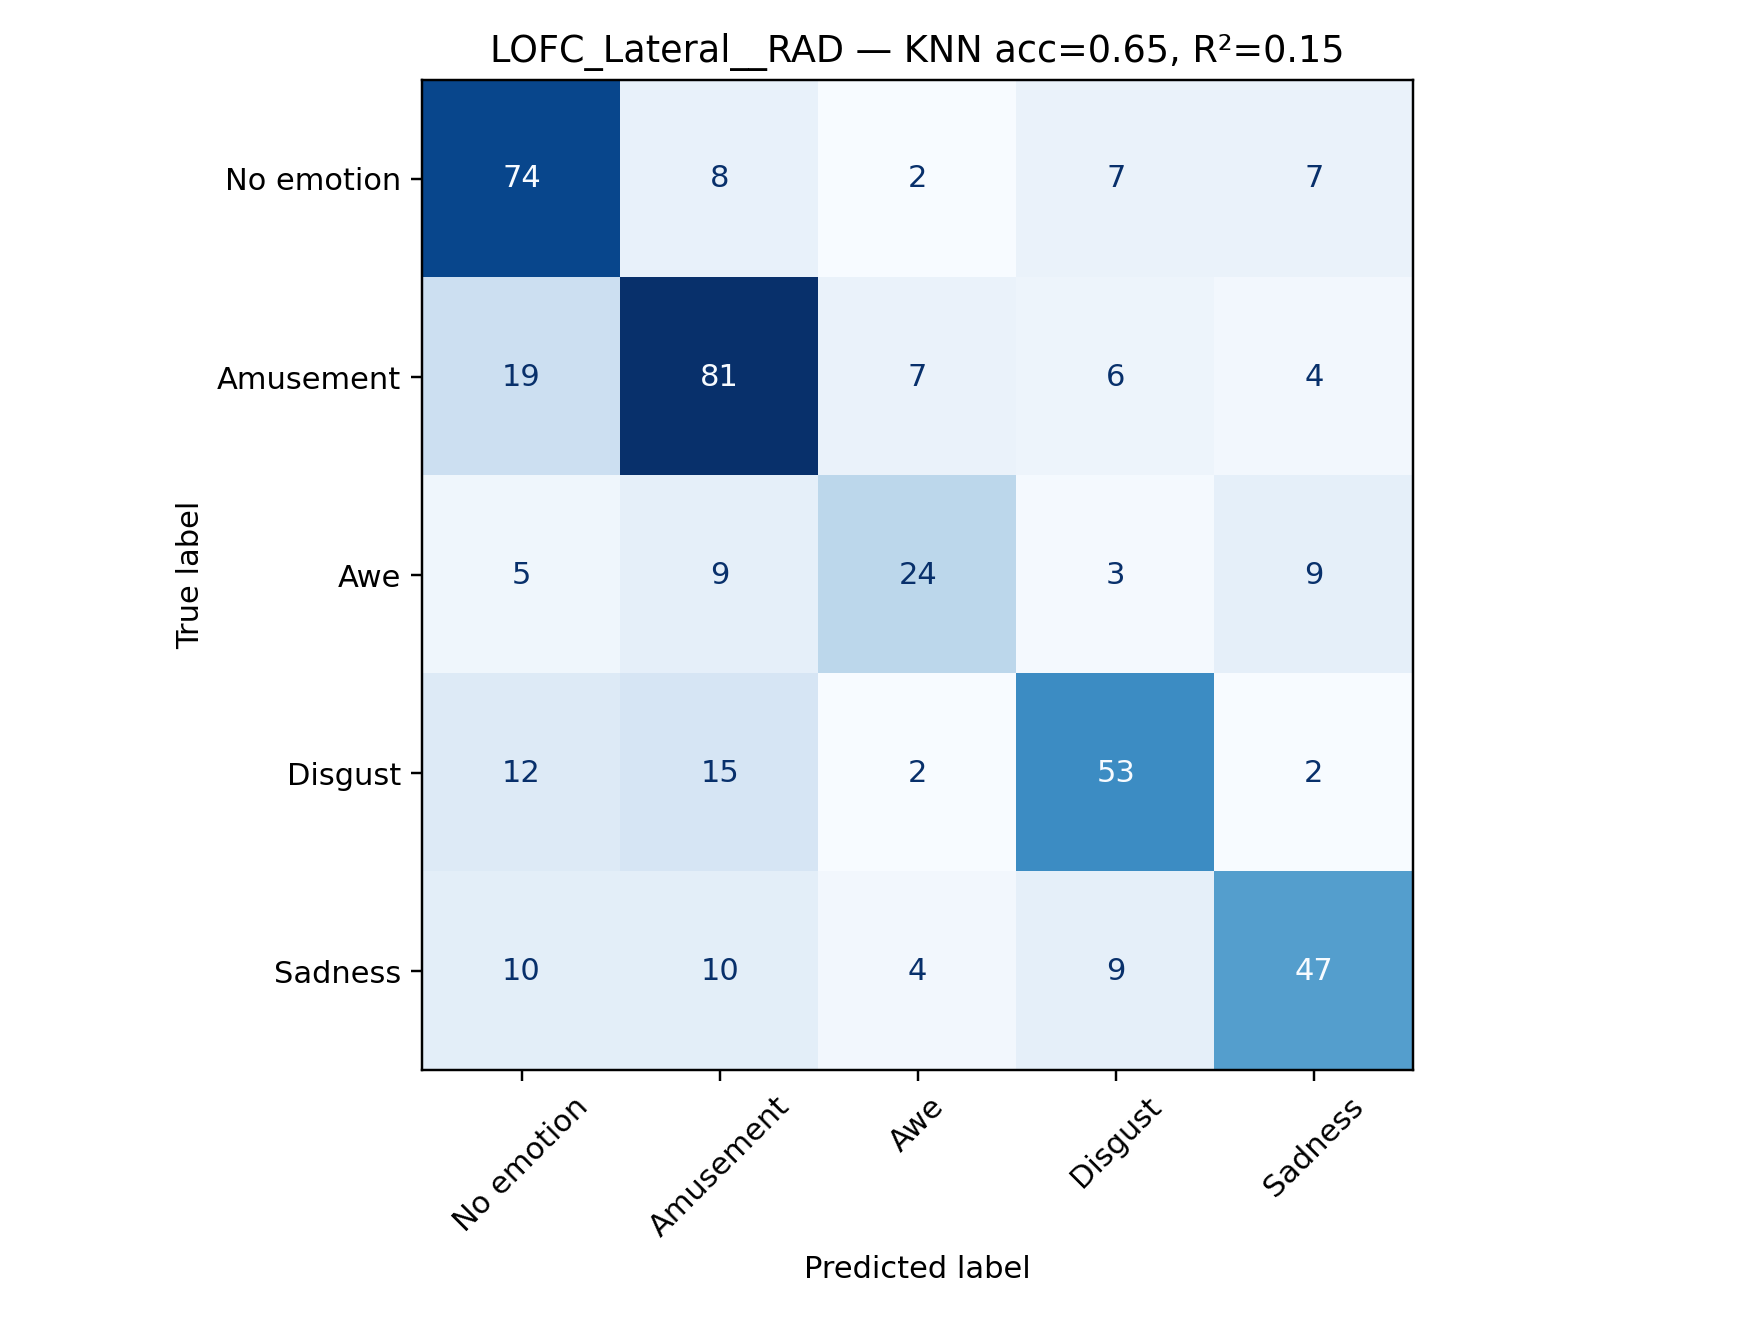 LOFC_Lateral__RAD — KNN acc=0.65, R²=0.15
True label
No emotion 74 8 2 7 7
Amusement 19 81 7 6 4
Awe 5 9 24 3 9
Disgust 12 15 2 53 2
Sadness 10 10 4 9 47
No emotion Amusement Awe Disgust Sadness
Predicted label